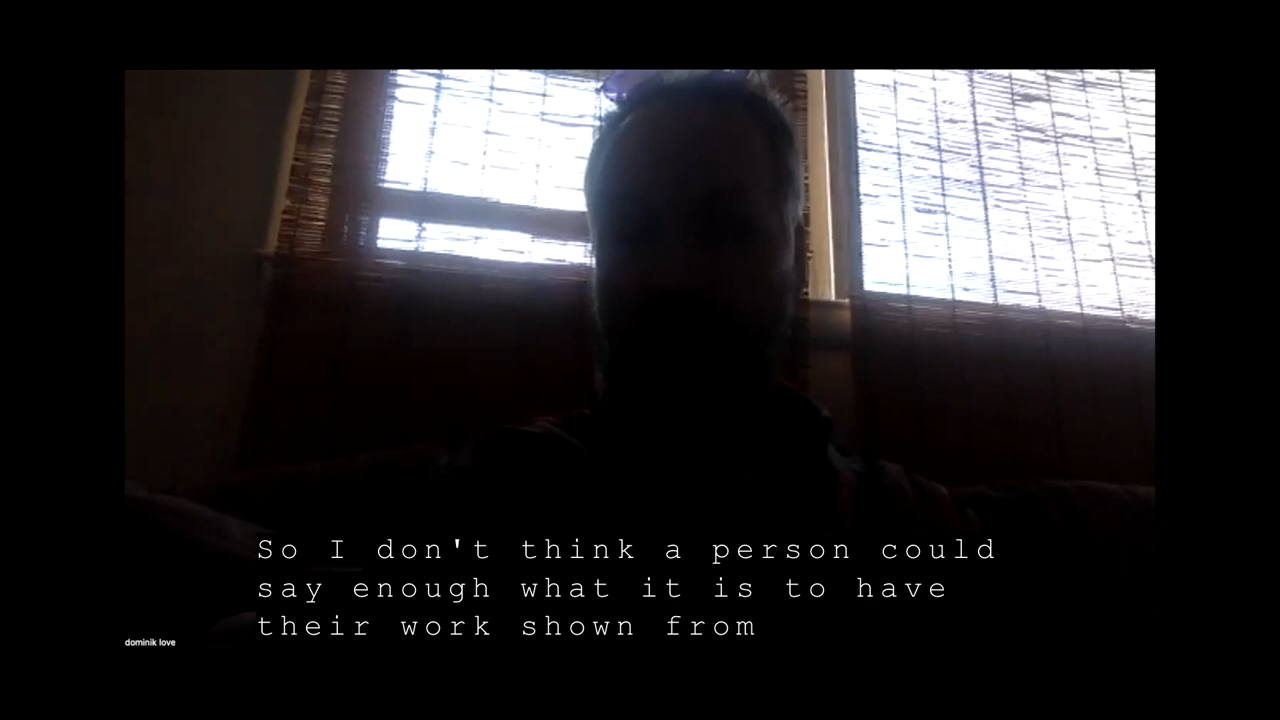 So I don't think a person could
say enough what it is to have
their work shown from
dominik love